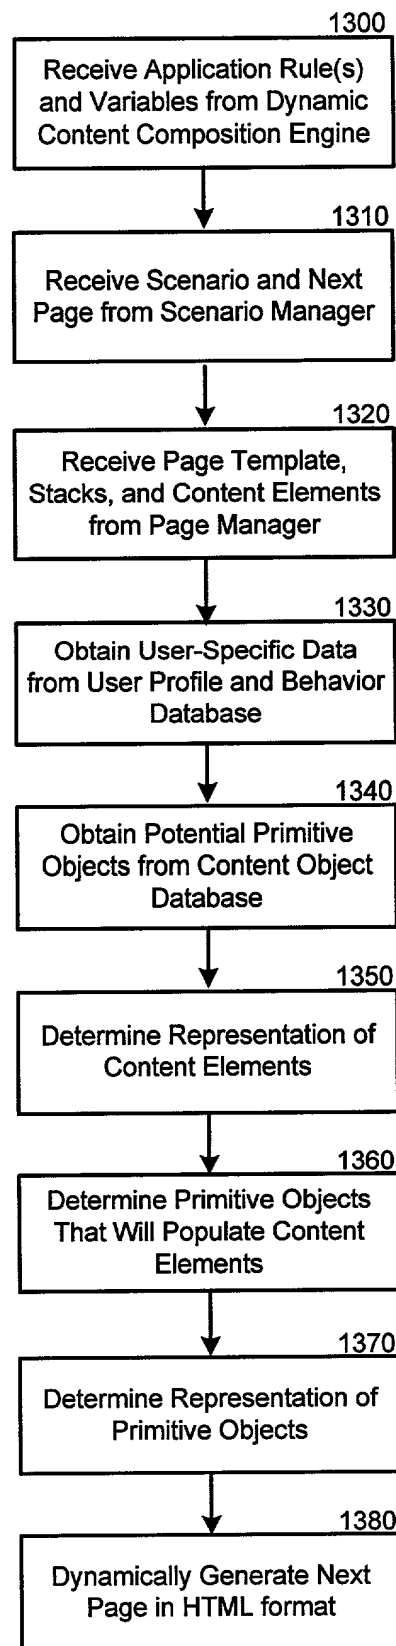 1300
Receive Application Rule(s)
and Variables from Dynamic
Content Composition Engine
1310
Receive Scenario and Next
Page from Scenario Manager
1320
Receive Page Template,
Stacks, and Content Elements
from Page Manager
1330
Obtain User-Specific Data
from User Profile and Behavior
Database
1340
Obtain Potential Primitive
Objects from Content Object
Database
1350
Determine Representation of
Content Elements
1360
Determine Primitive Objects
That Will Populate Content
Elements
1370
Determine Representation of
Primitive Objects
1380
Dynamically Generate Next
Page in HTML format